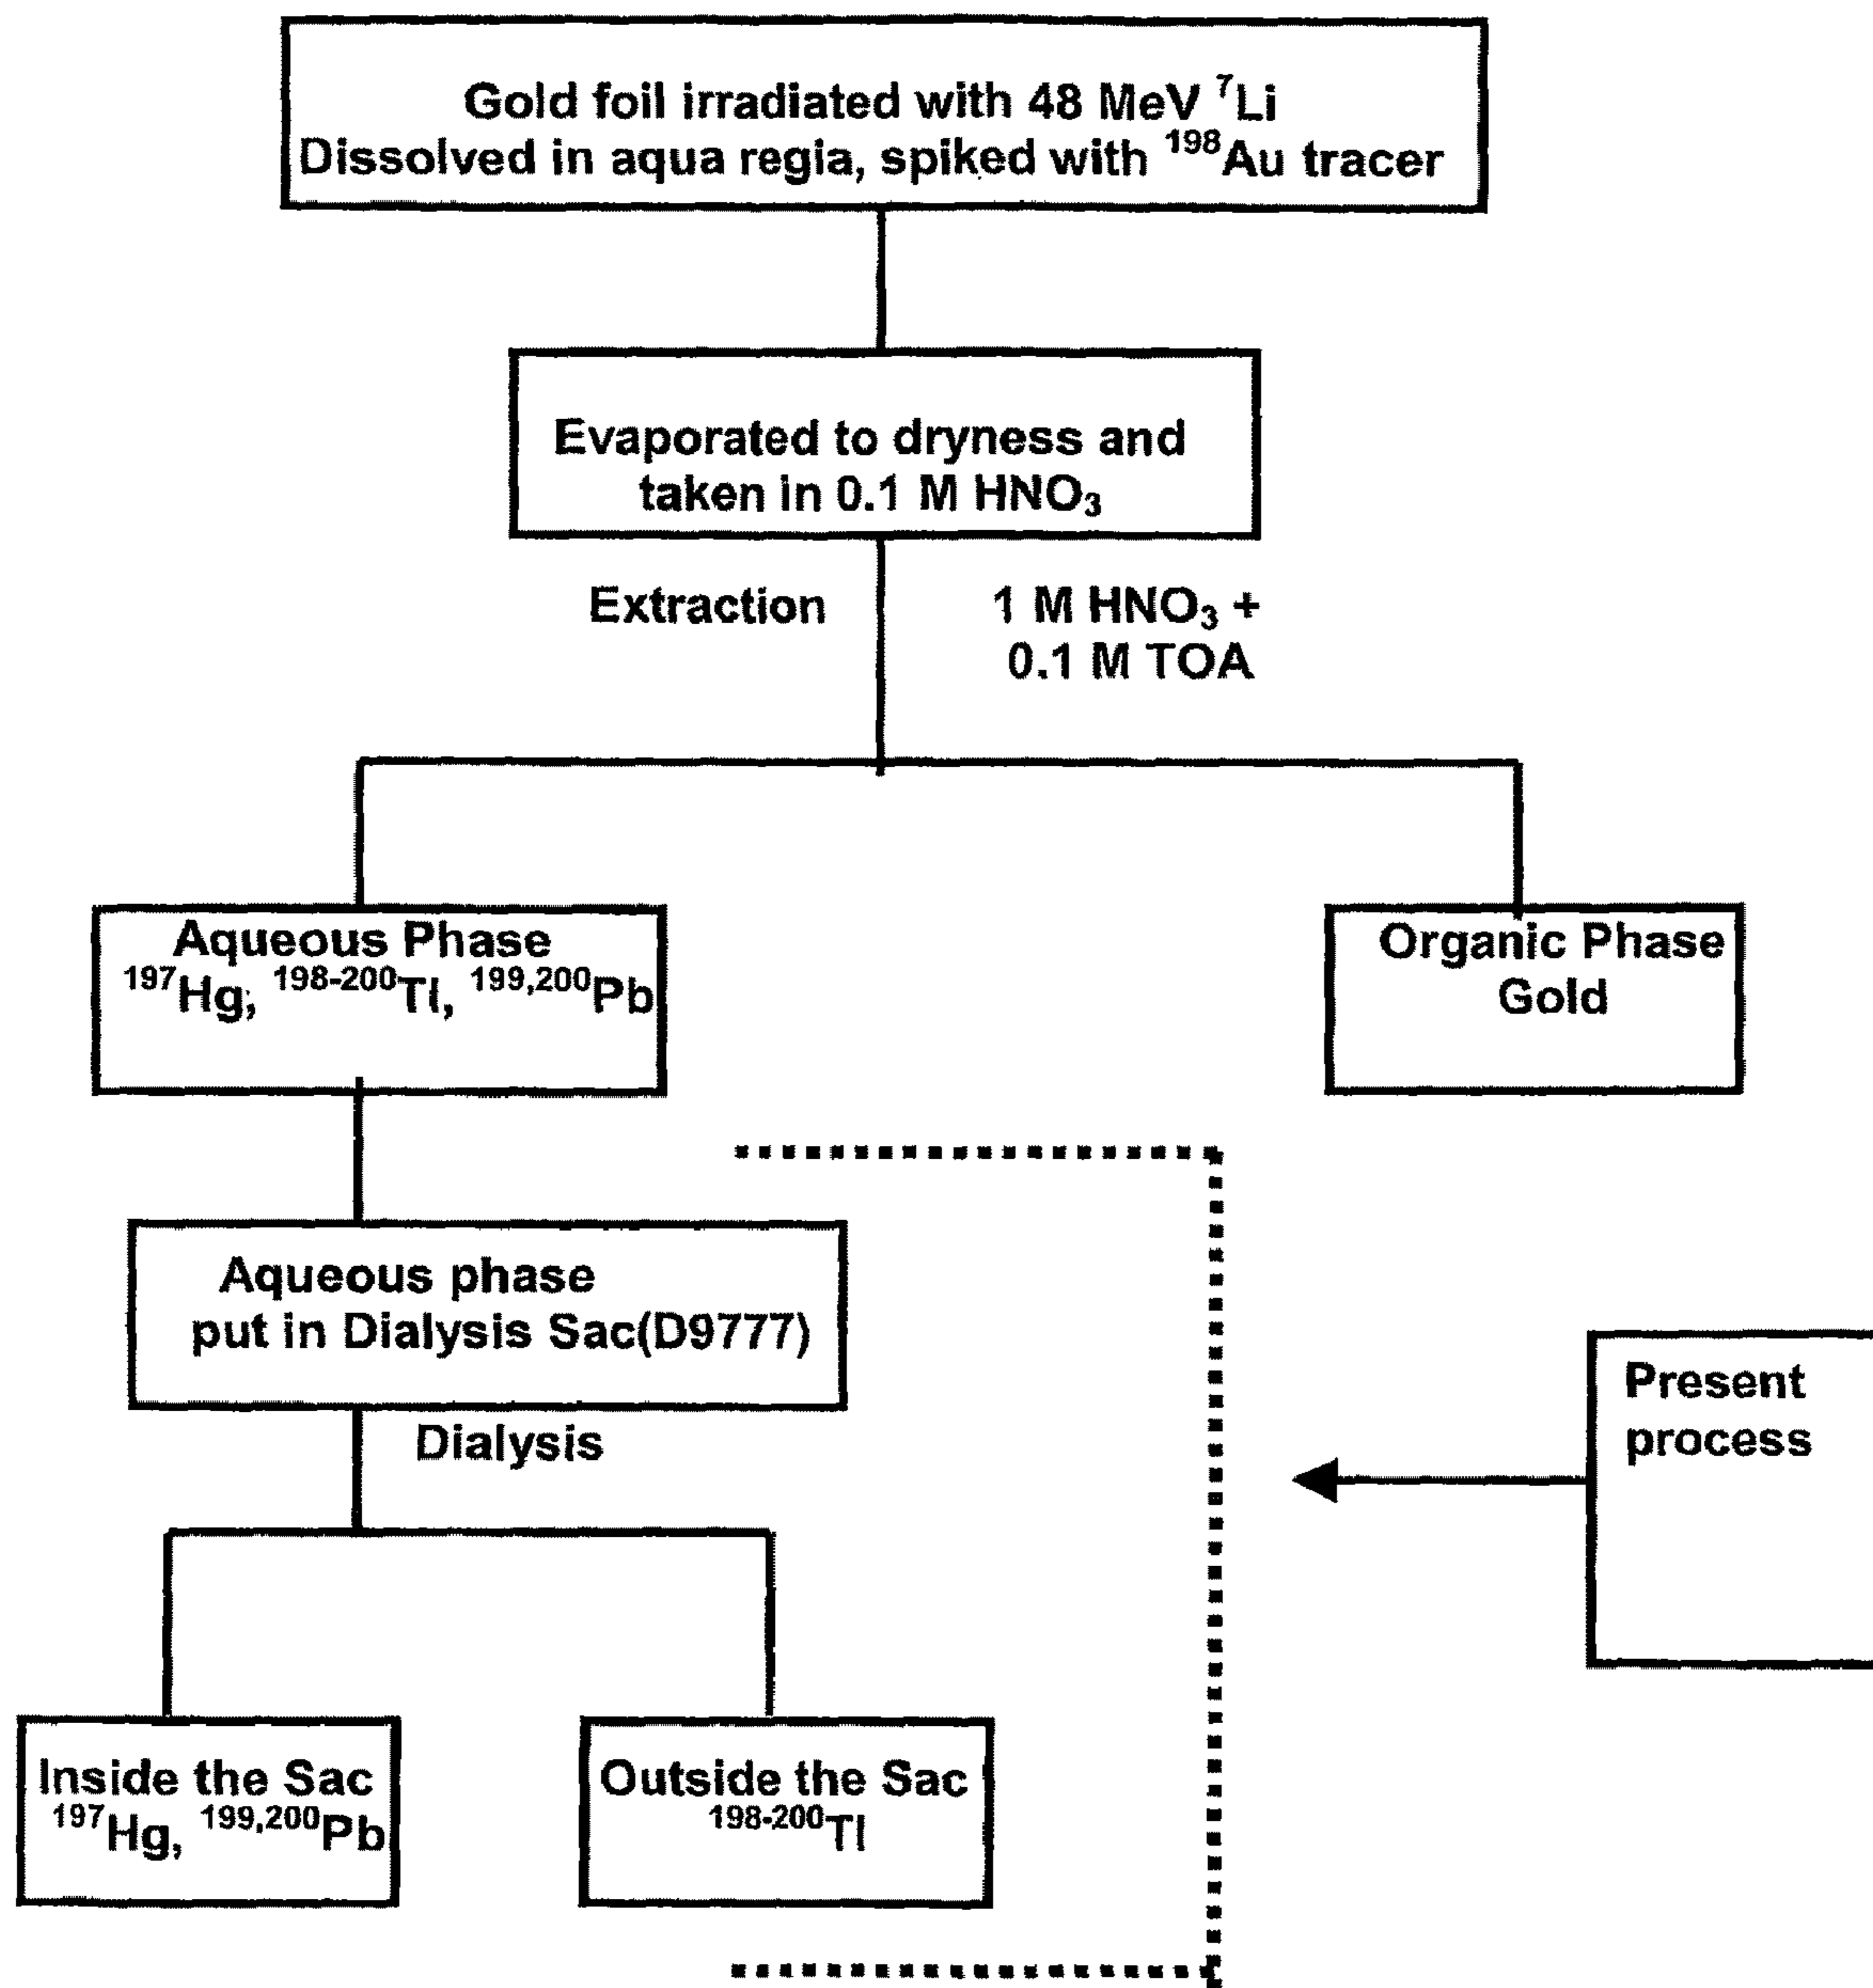 Gold foil irradiated with 48 MeV ⁷Li
Dissolved in aqua regia, spiked with ¹⁹⁸Au tracer
Evaporated to dryness and
taken in 0.1 M HNO₃
Extraction
1 M HNO₃ +
0.1 M TOA
Aqueous Phase
¹⁹⁷Hg, ¹⁹⁸⁻²⁰⁰Tl, ¹⁹⁹,²⁰⁰Pb
Organic Phase
Gold
Aqueous phase
put in Dialysis Sac(D9777)
Dialysis
Present
process
Inside the Sac
¹⁹⁷Hg, ¹⁹⁹,²⁰⁰Pb
Outside the Sac
¹⁹⁸⁻²⁰⁰Tl